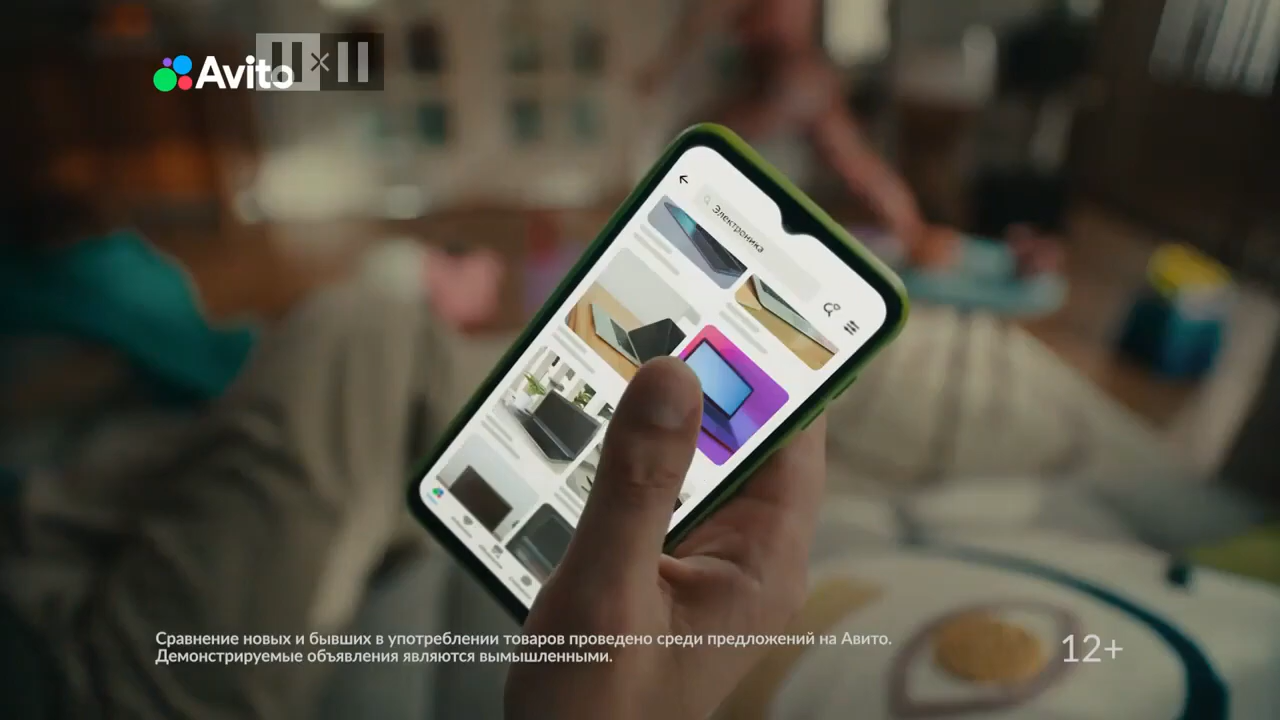 Avito
Электроника
Сравнение новых и бывших в употреблении товаров проведено среди предложений на Авито.
Демонстрируемые объявления являются вымышленными.
12+